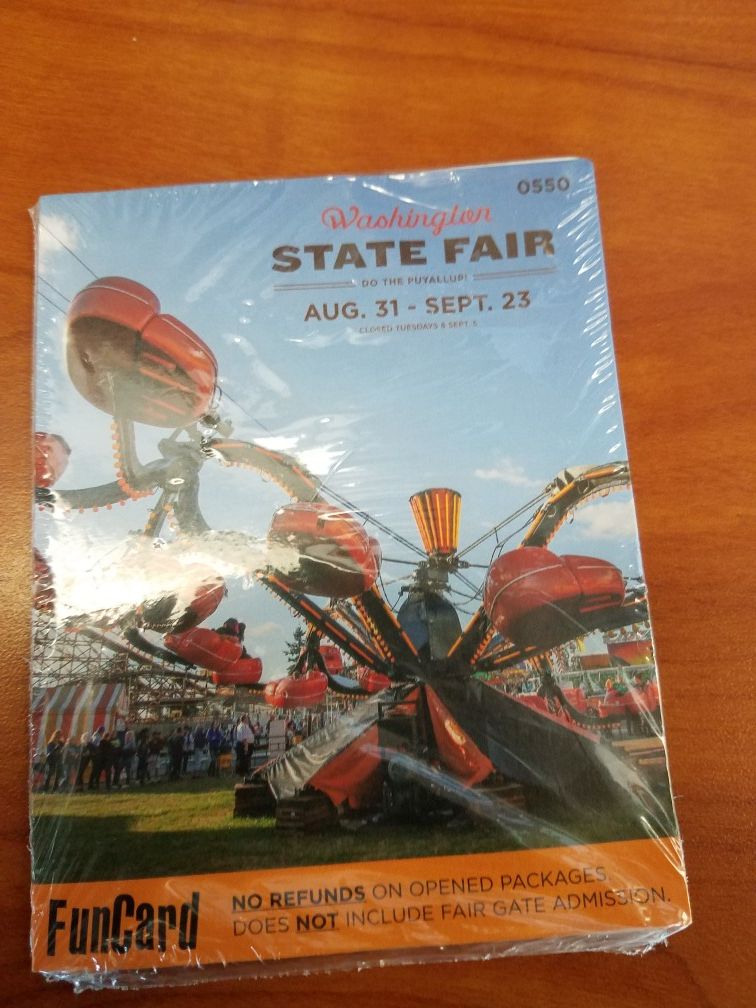 0550
Washington
STATE FAIR
DO THE PUYALLUP!
AUG. 31 - SEPT. 23
CLOSED TUESDAYS & SEPT. 5
FunCard
NO REFUNDS ON OPENED PACKAGES.
DOES NOT INCLUDE FAIR GATE ADMISSION.